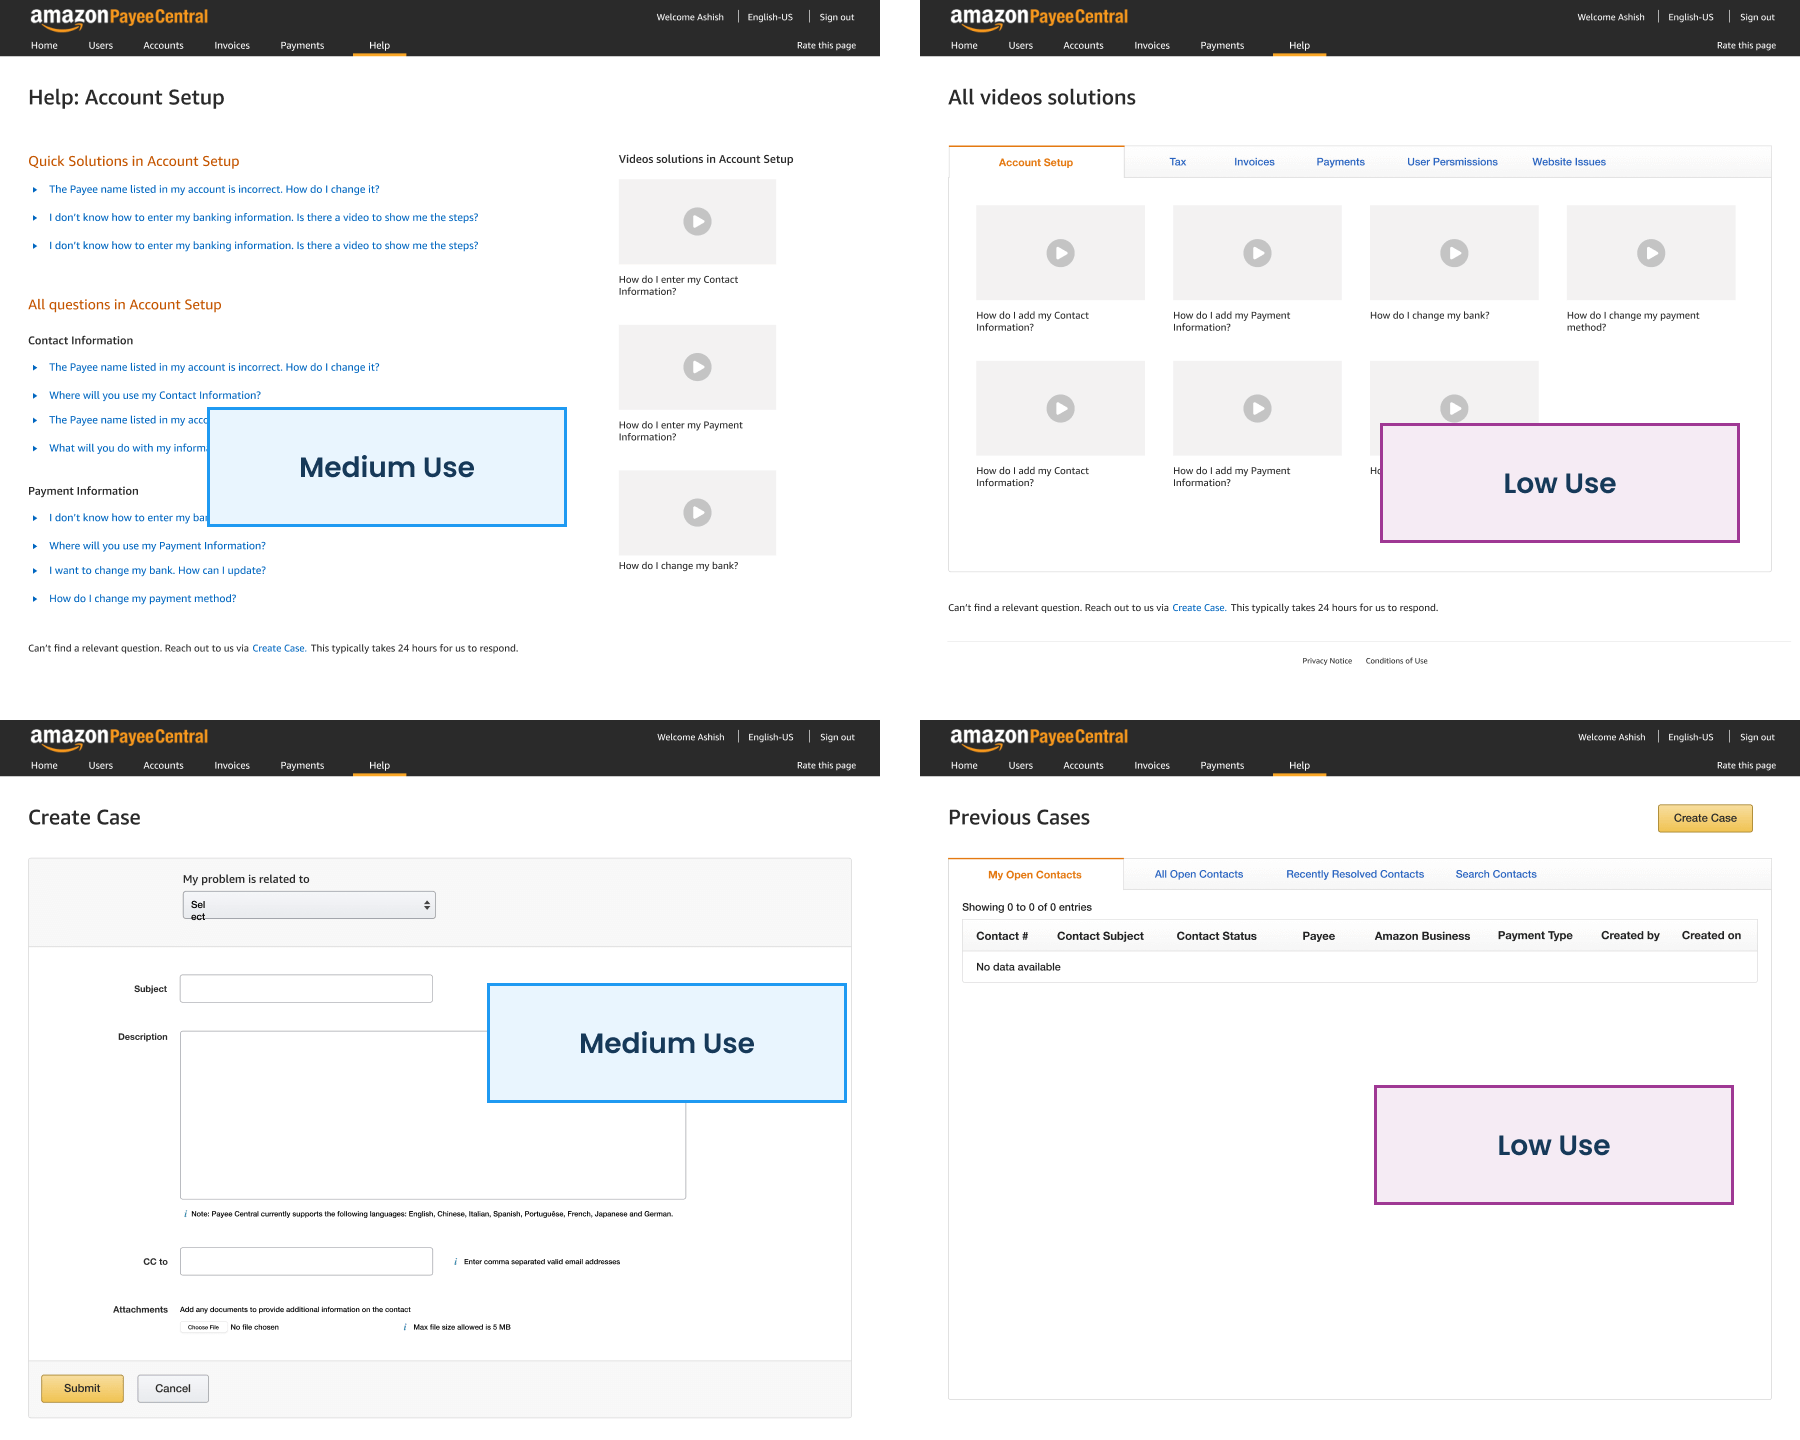 amazon PayeeCentral
Welcome Ashish | English-US | Sign out
Home Users Accounts Invoices Payments Help Rate this page
Help: Account Setup
Quick Solutions in Account Setup
The Payee name listed in my account is incorrect. How do I change it?
I don't know how to enter my banking information. Is there a video to show me the steps?
I don't know how to enter my banking information. Is there a video to show me the steps?
All questions in Account Setup
Contact Information
The Payee name listed in my account is incorrect. How do I change it?
Where will you use my Contact Information?
The Payee name listed in my acco
What will you do with my inform
Medium Use
Payment Information
I don't know how to enter my ba
Where will you use my Payment Information?
I want to change my bank. How can I update?
How do I change my payment method?
Can't find a relevant question. Reach out to us via Create Case. This typically takes 24 hours for us to respond.
Videos solutions in Account Setup
How do I enter my Contact
Information?
How do I enter my Payment
Information?
How do I change my bank?
amazon PayeeCentral
Welcome Ashish | English-US | Sign out
Home Users Accounts Invoices Payments Help Rate this page
All videos solutions
Account Setup Tax Invoices Payments User Persmissions Website Issues
How do I add my Contact
Information?
How do I add my Payment
Information?
How do I change my bank?
How do I change my payment
method?
How do I add my Contact
Information?
How do I add my Payment
Information?
Ho
Low Use
Can't find a relevant question. Reach out to us via Create Case. This typically takes 24 hours for us to respond.
Privacy Notice Conditions of Use
amazon PayeeCentral
Welcome Ashish | English-US | Sign out
Home Users Accounts Invoices Payments Help Rate this page
Create Case
My problem is related to
Sel
ect
Subject
Description
Medium Use
i Note: Payee Central currently supports the following languages: English, Chinese, Italian, Spanish, Portuguêse, French, Japanese and German.
CC to
i Enter comma separated valid email addresses
Attachments Add any documents to provide additional information on the contact
Choose File No file chosen i Max file size allowed is 5 MB
Submit Cancel
amazon PayeeCentral
Welcome Ashish | English-US | Sign out
Home Users Accounts Invoices Payments Help Rate this page
Previous Cases
Create Case
My Open Contacts All Open Contacts Recently Resolved Contacts Search Contacts
Showing 0 to 0 of 0 entries
Contact # Contact Subject Contact Status Payee Amazon Business Payment Type Created by Created on
No data available
Low Use